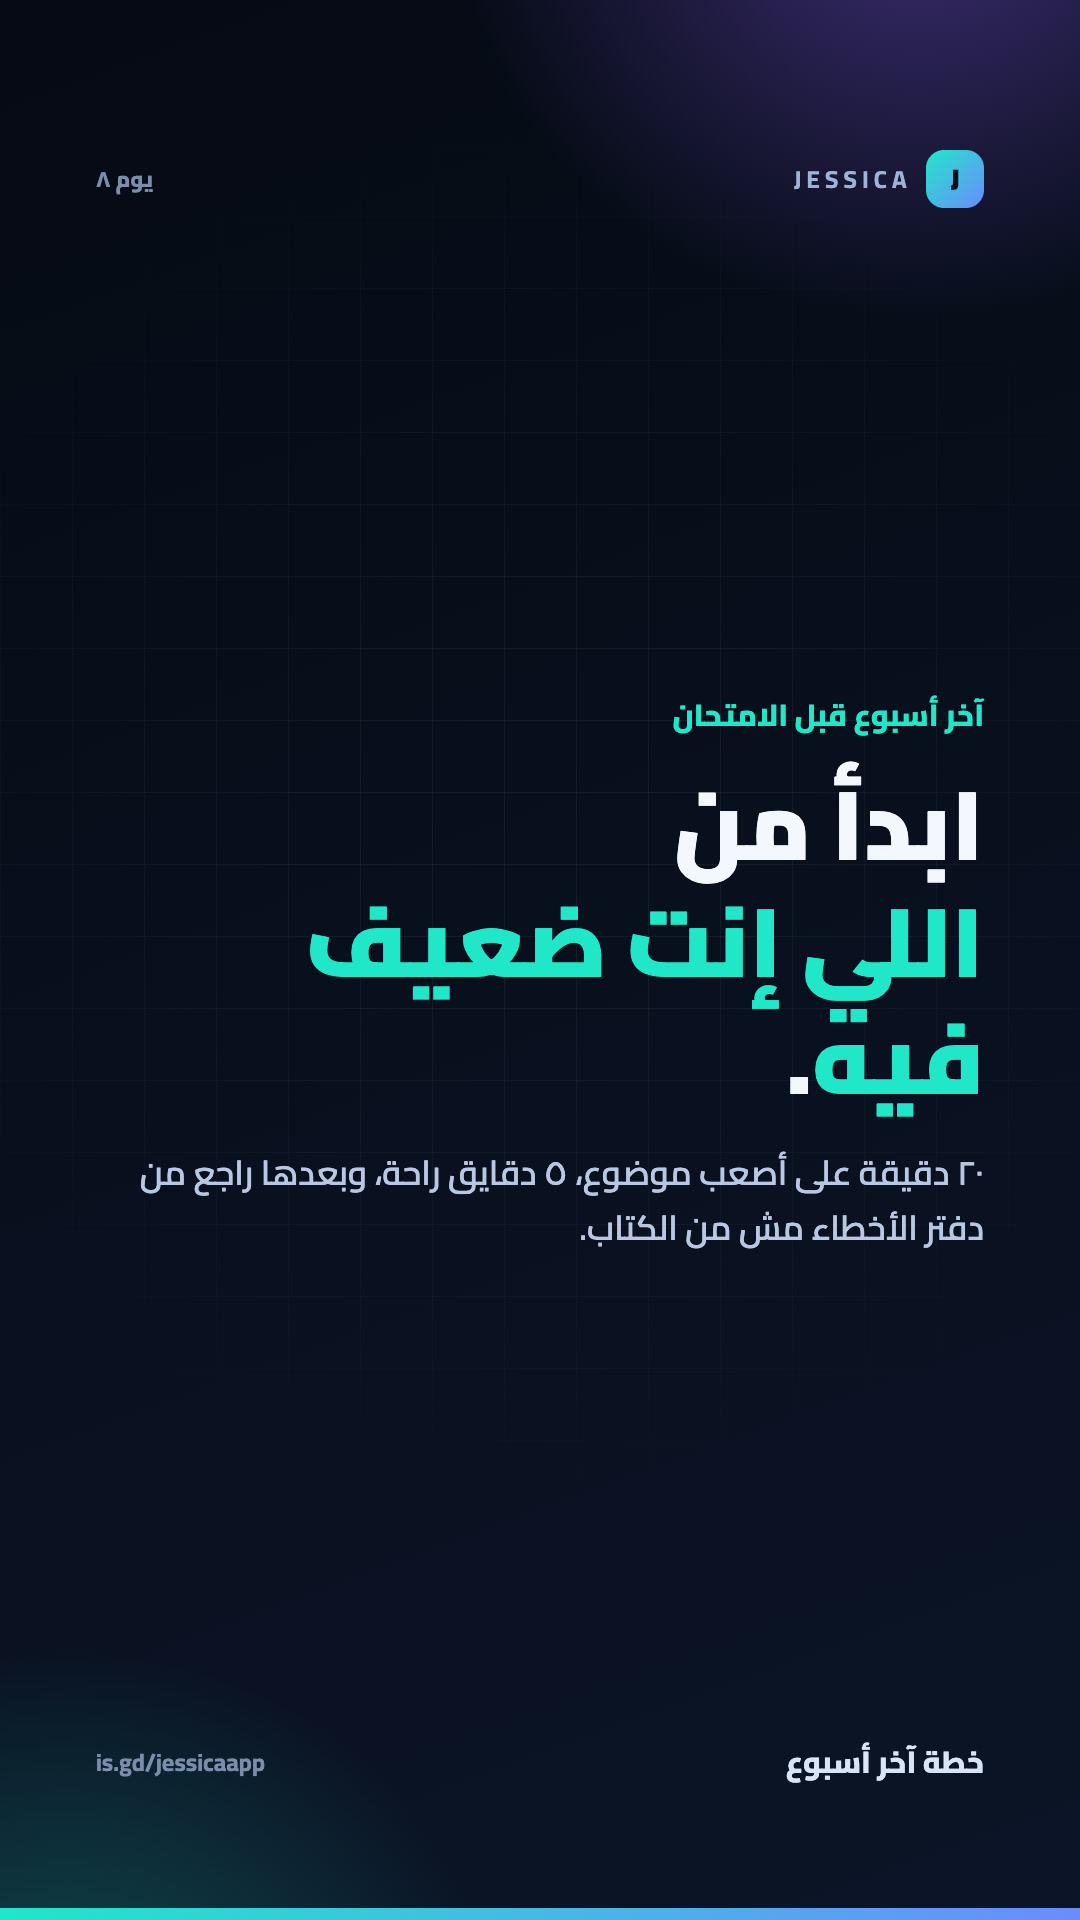 J JESSICA
يوم ٨
آخر أسبوع قبل الامتحان
ابدأ من
اللي إنت ضعيف
فيه.
٢٠ دقيقة على أصعب موضوع، ٥ دقايق راحة، وبعدها راجع من
دفتر الأخطاء مش من الكتاب.
خطة آخر أسبوع
is.gd/jessicaapp